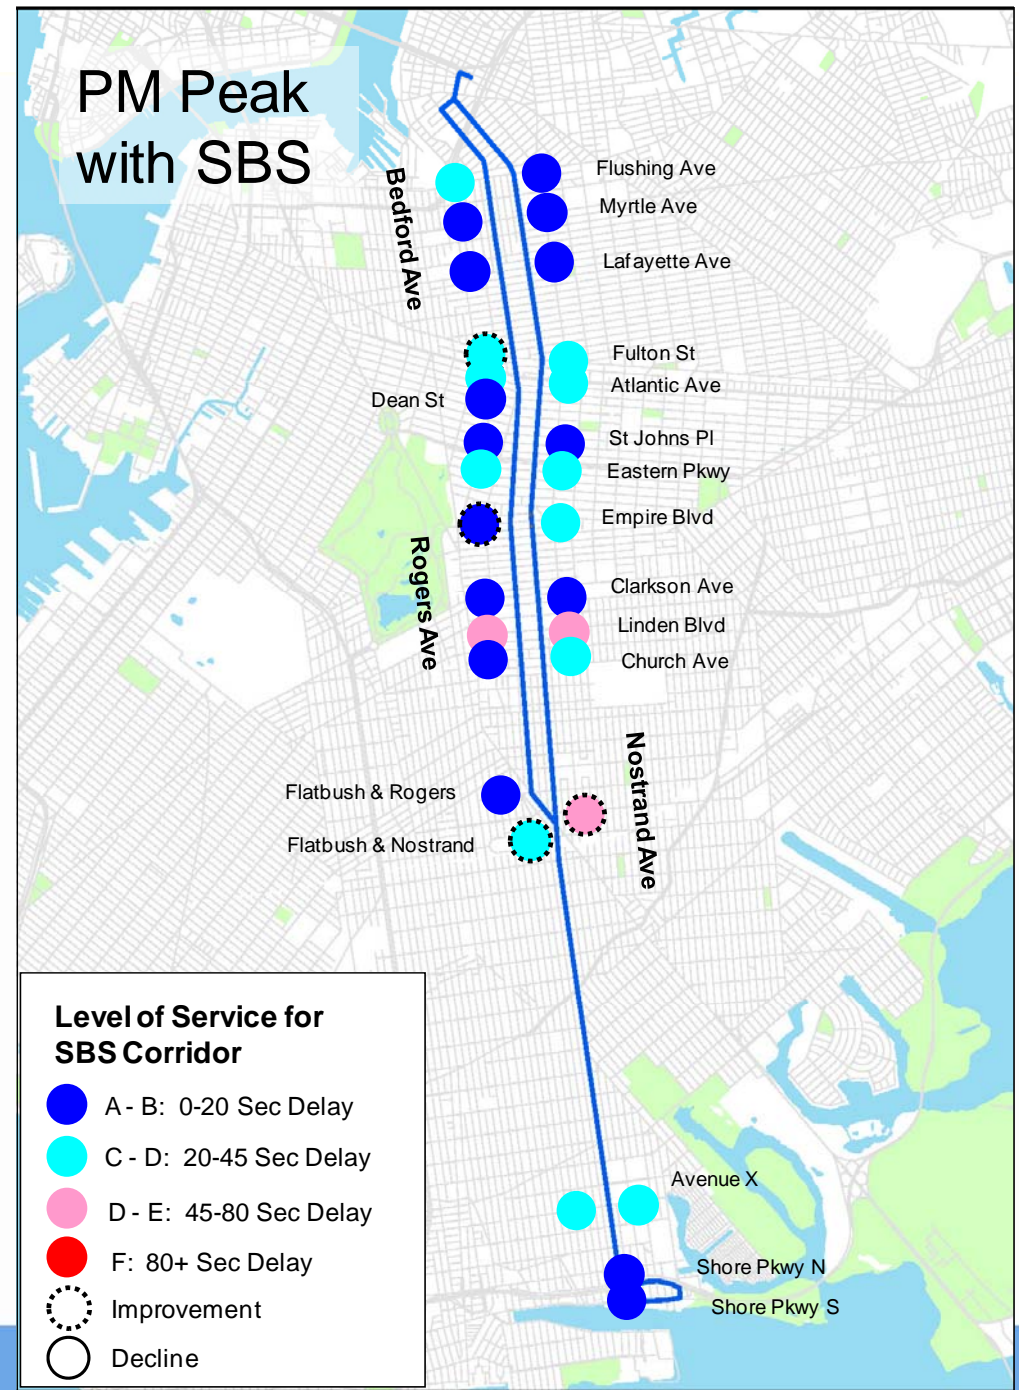 PM Peak
with SBS
Bedford Ave
Flushing Ave
Myrtle Ave
Lafayette Ave
Fulton St
Atlantic Ave
Dean St
St Johns Pl
Eastern Pkwy
Empire Blvd
Rogers Ave
Clarkson Ave
Linden Blvd
Church Ave
Nostrand Ave
Flatbush & Rogers
Flatbush & Nostrand
Level of Service for
SBS Corridor
A - B: 0-20 Sec Delay
C - D: 20-45 Sec Delay
D - E: 45-80 Sec Delay
F: 80+ Sec Delay
Improvement
Decline
Avenue X
Shore Pkwy N
Shore Pkwy S